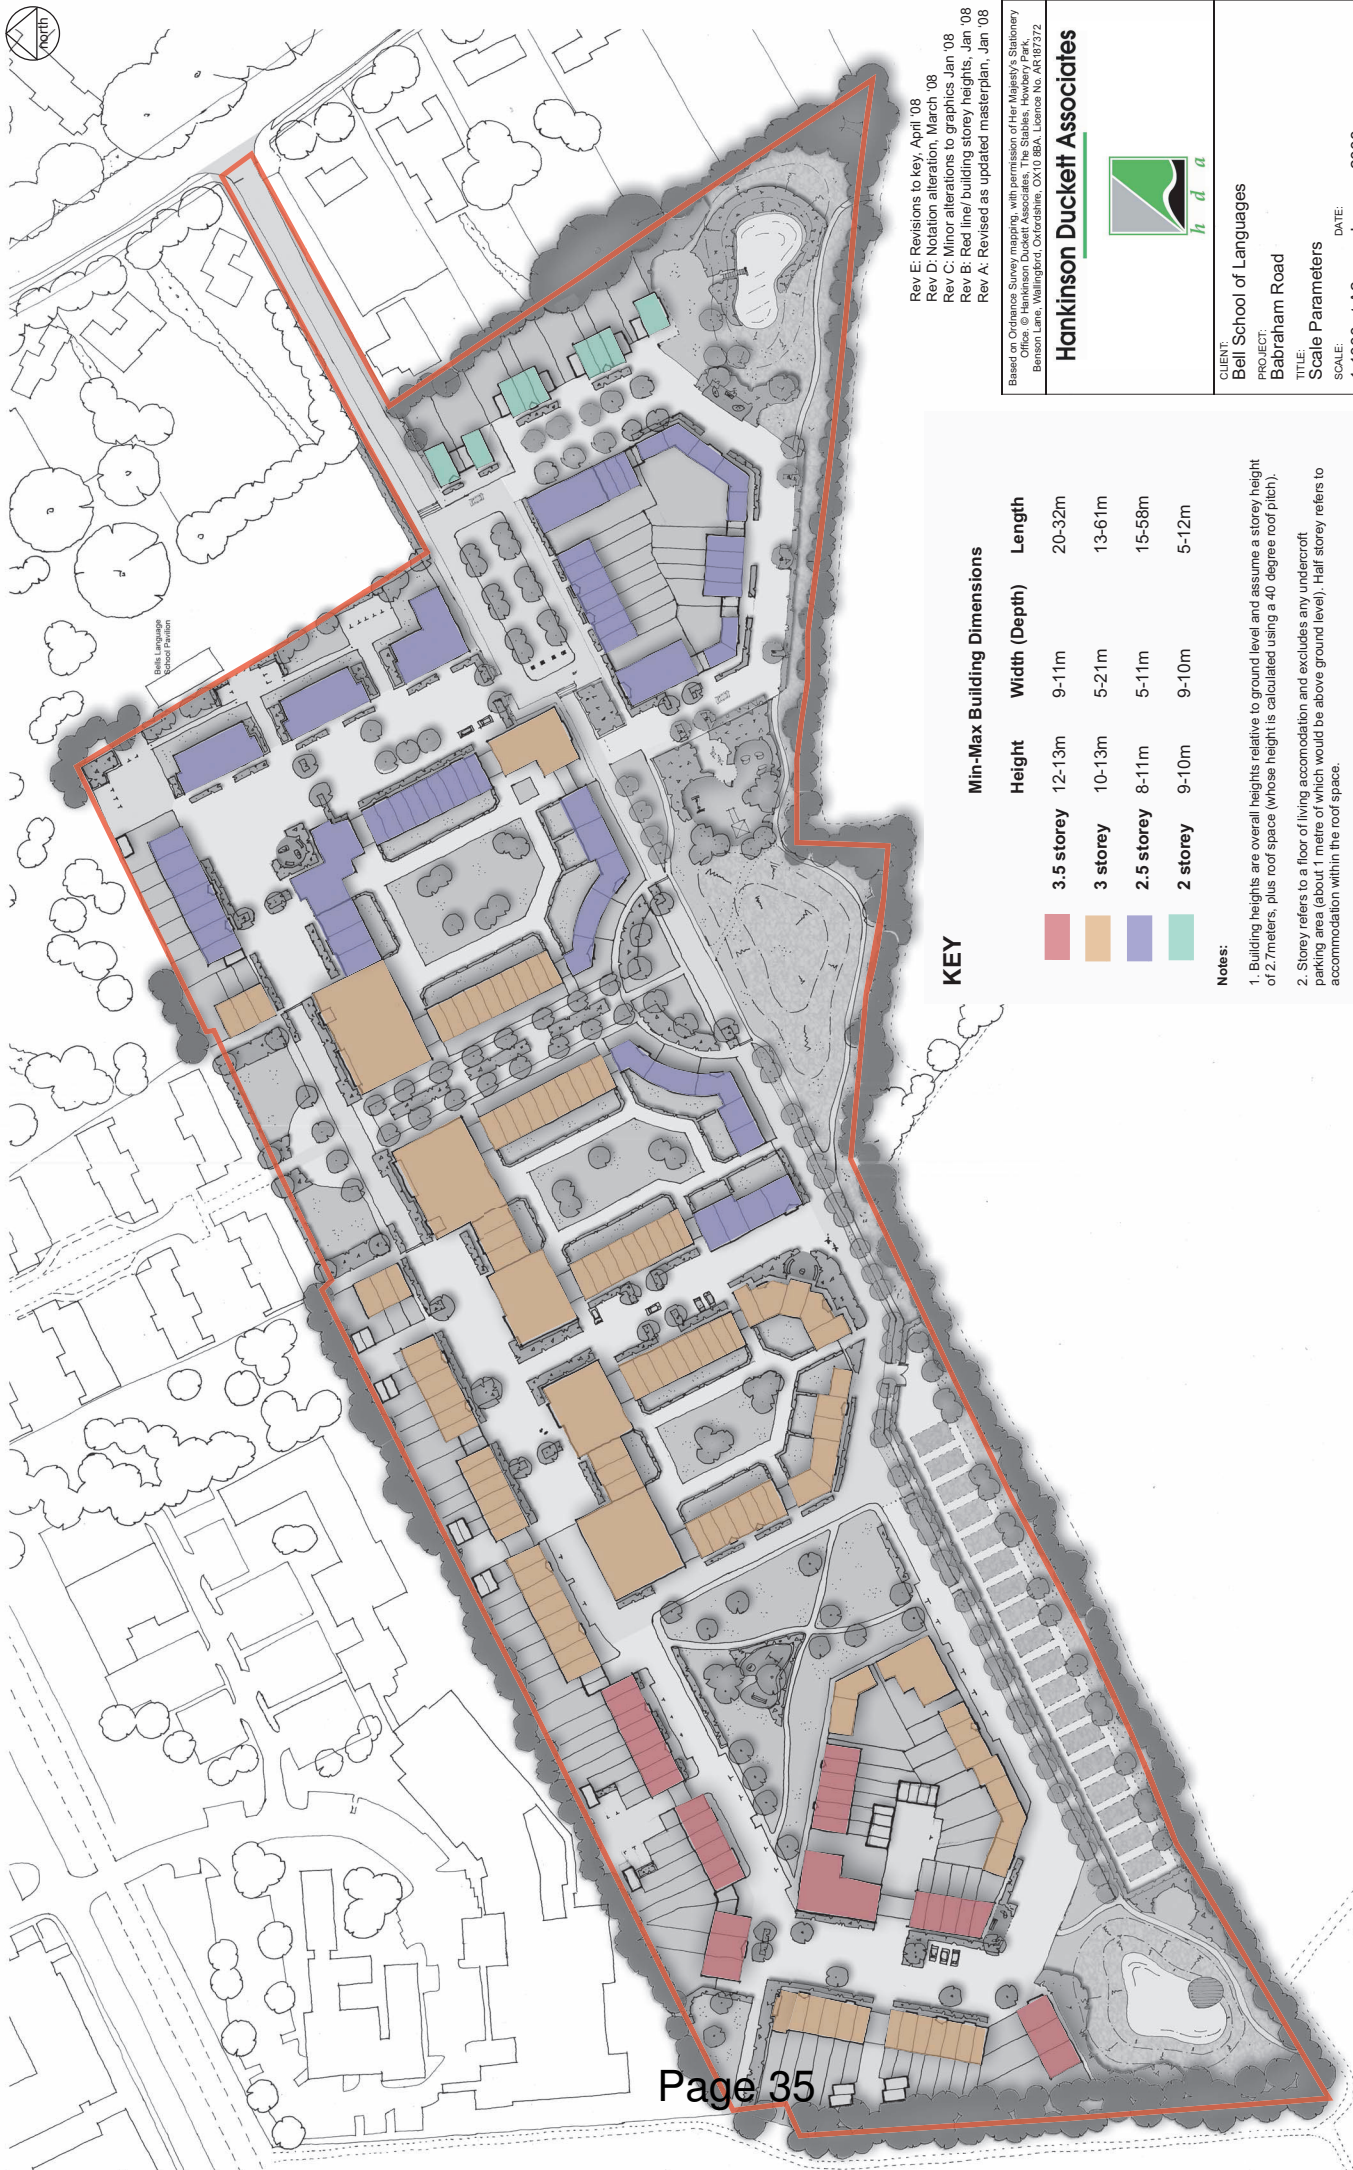 north
Bells Language
School Pavilion
Rev E: Revisions to key, April '08
Rev D: Notation alteration, March '08
Rev C: Minor alterations to graphics Jan '08
Rev B: Red line/ building storey heights, Jan '08
Rev A: Revised as updated masterplan, Jan '08
Based on Ordnance Survey mapping, with permission of Her Majesty's Stationery
Office. © Hankinson Duckett Associates, The Stables, Howbery Park,
Benson Lane, Wallingford, Oxfordshire, OX10 8BA. Licence No. AR187372
Hankinson Duckett Associates
h d a
CLIENT:
Bell School of Languages
PROJECT:
Babraham Road
TITLE:
Scale Parameters
SCALE: DATE:
KEY
Min-Max Building Dimensions
Height Width (Depth) Length
3.5 storey 12-13m 9-11m 20-32m
3 storey 10-13m 5-21m 13-61m
2.5 storey 8-11m 5-11m 15-58m
2 storey 9-10m 9-10m 5-12m
Notes:
1. Building heights are overall heights relative to ground level and assume a storey height
of 2.7meters, plus roof space (whose height is calculated using a 40 degree roof pitch).
2. Storey refers to a floor of living accomodation and excludes any undercroft
parking area (about 1 metre of which would be above ground level). Half storey refers to
accommodation within the roof space.
Page 35